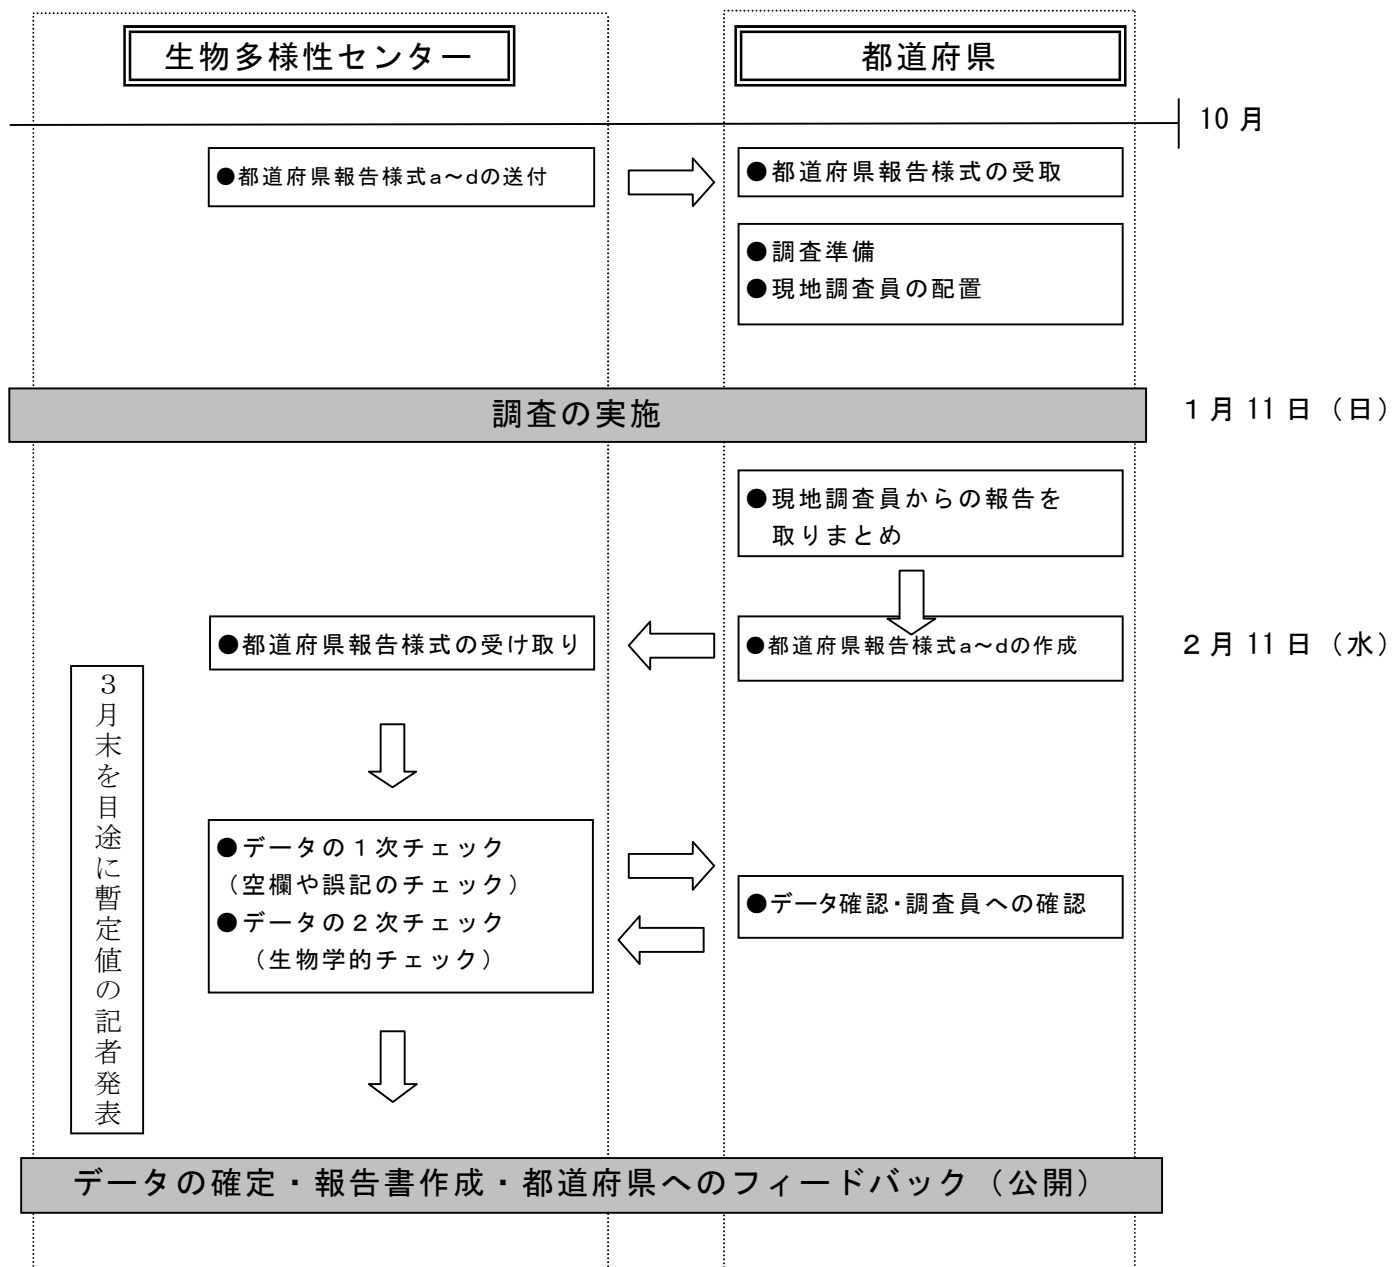 生物多様性センター
都道府県
10月
●都道府県報告様式a～dの送付
●都道府県報告様式の受取
●調査準備
●現地調査員の配置
調査の実施
1月11日（日）
●現地調査員からの報告を
取りまとめ
●都道府県報告様式の受け取り
●都道府県報告様式a～dの作成
2月11日（水）
3月末を目途に暫定値の記者発表
●データの1次チェック
（空欄や誤記のチェック）
●データの2次チェック
（生物学的チェック）
●データ確認・調査員への確認
データの確定・報告書作成・都道府県へのフィードバック（公開）